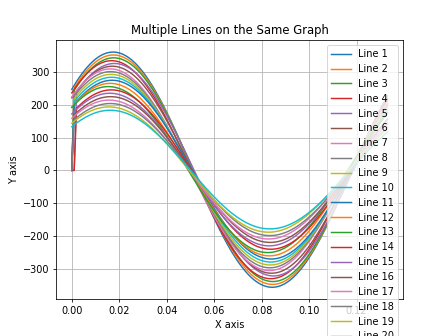 Multiple Lines on the Same Graph
Y axis
300
200
100
0
−100
−200
−300
0.00
0.02
0.04
0.06
0.08
0.10
X axis
Line 1
Line 2
Line 3
Line 4
Line 5
Line 6
Line 7
Line 8
Line 9
Line 10
Line 11
Line 12
Line 13
Line 14
Line 15
Line 16
Line 17
Line 18
Line 19
Line 20